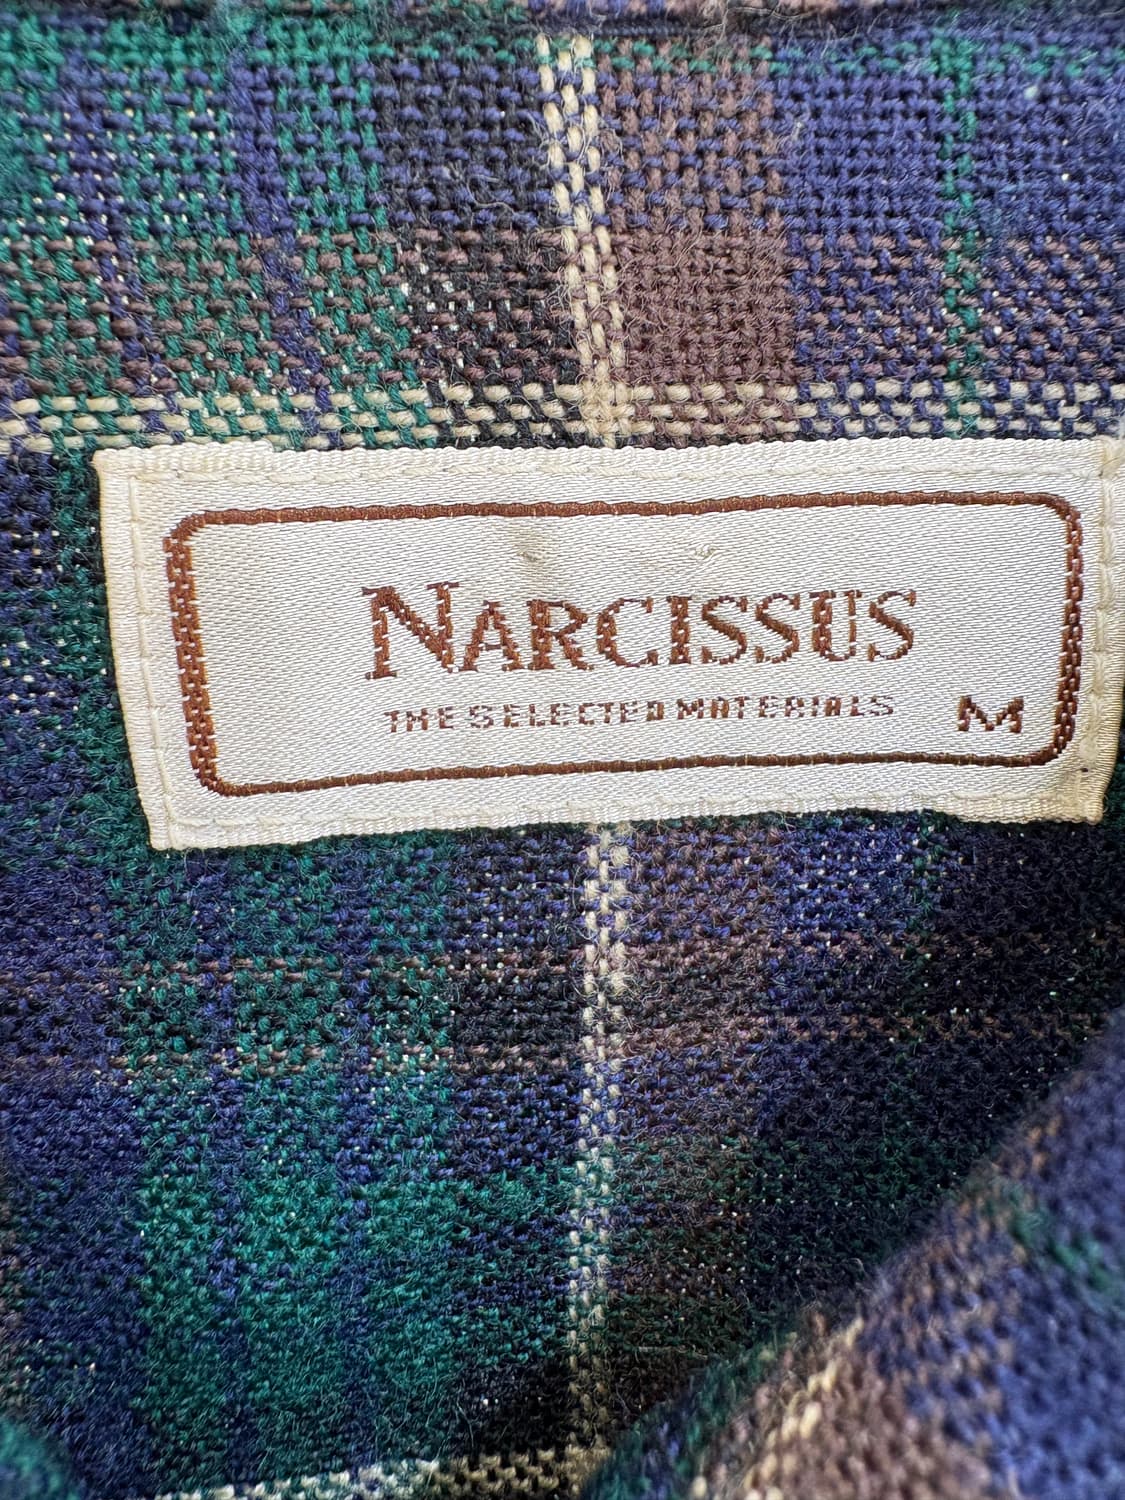 NARCISSUS
THE SELECTED MATERIALS M